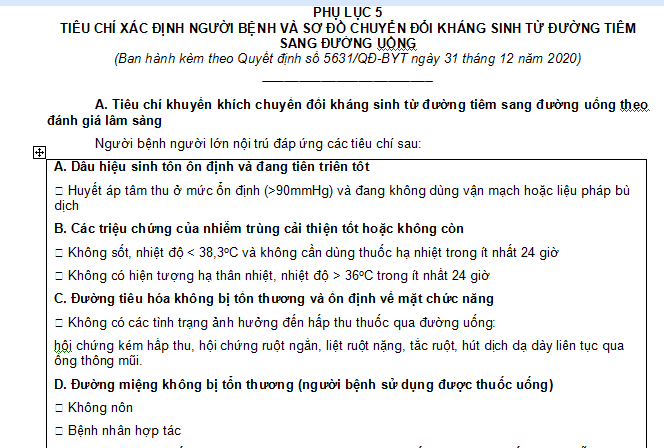 PHỤ LỤC 5
TIÊU CHÍ XÁC ĐỊNH NGƯỜI BỆNH VÀ SƠ ĐỒ CHUYỂN ĐỔI KHÁNG SINH TỪ ĐƯỜNG TIÊM
SANG ĐƯỜNG UỐNG
(Ban hành kèm theo Quyết định số 5631/QĐ-BYT ngày 31 tháng 12 năm 2020)
A. Tiêu chí khuyến khích chuyển đổi kháng sinh từ đường tiêm sang đường uống theo
đánh giá lâm sàng
Người bệnh người lớn nội trú đáp ứng các tiêu chí sau:
A. Dấu hiệu sinh tồn ổn định và đang tiến triển tốt
□ Huyết áp tâm thu ở mức ổn định (>90mmHg) và đang không dùng vận mạch hoặc liệu pháp bù
dịch
B. Các triệu chứng của nhiễm trùng cải thiện tốt hoặc không còn
□ Không sốt, nhiệt độ < 38,3ºC và không cần dùng thuốc hạ nhiệt trong ít nhất 24 giờ
□ Không có hiện tượng hạ thân nhiệt, nhiệt độ > 36ºC trong ít nhất 24 giờ
C. Đường tiêu hóa không bị tổn thương và ổn định về mặt chức năng
□ Không có các tình trạng ảnh hưởng đến hấp thu thuốc qua đường uống:
hội chứng kém hấp thu, hội chứng ruột ngắn, liệt ruột nặng, tắc ruột, hút dịch dạ dày liên tục qua
ống thông mũi.
D. Đường miệng không bị tổn thương (người bệnh sử dụng được thuốc uống)
□ Không nôn
□ Bệnh nhân hợp tác